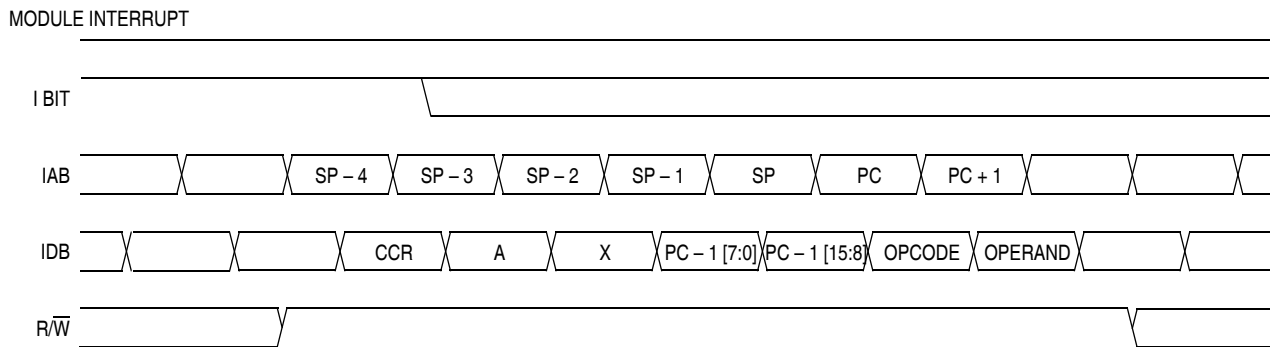 MODULE INTERRUPT
I BIT
IAB SP – 4 SP – 3 SP – 2 SP – 1 SP PC PC + 1
IDB CCR A X PC – 1 [7:0] PC – 1 [15:8] OPCODE OPERAND
R/W̅